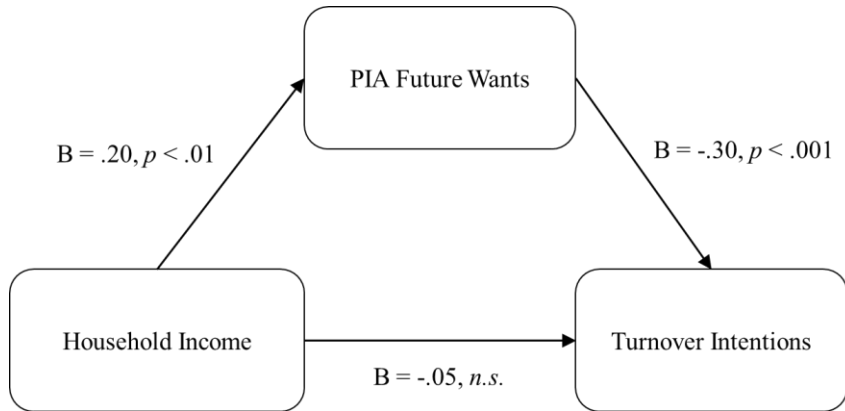 PIA Future Wants
B = .20, p < .01
B = -.30, p < .001
Household Income
Turnover Intentions
B = -.05, n.s.